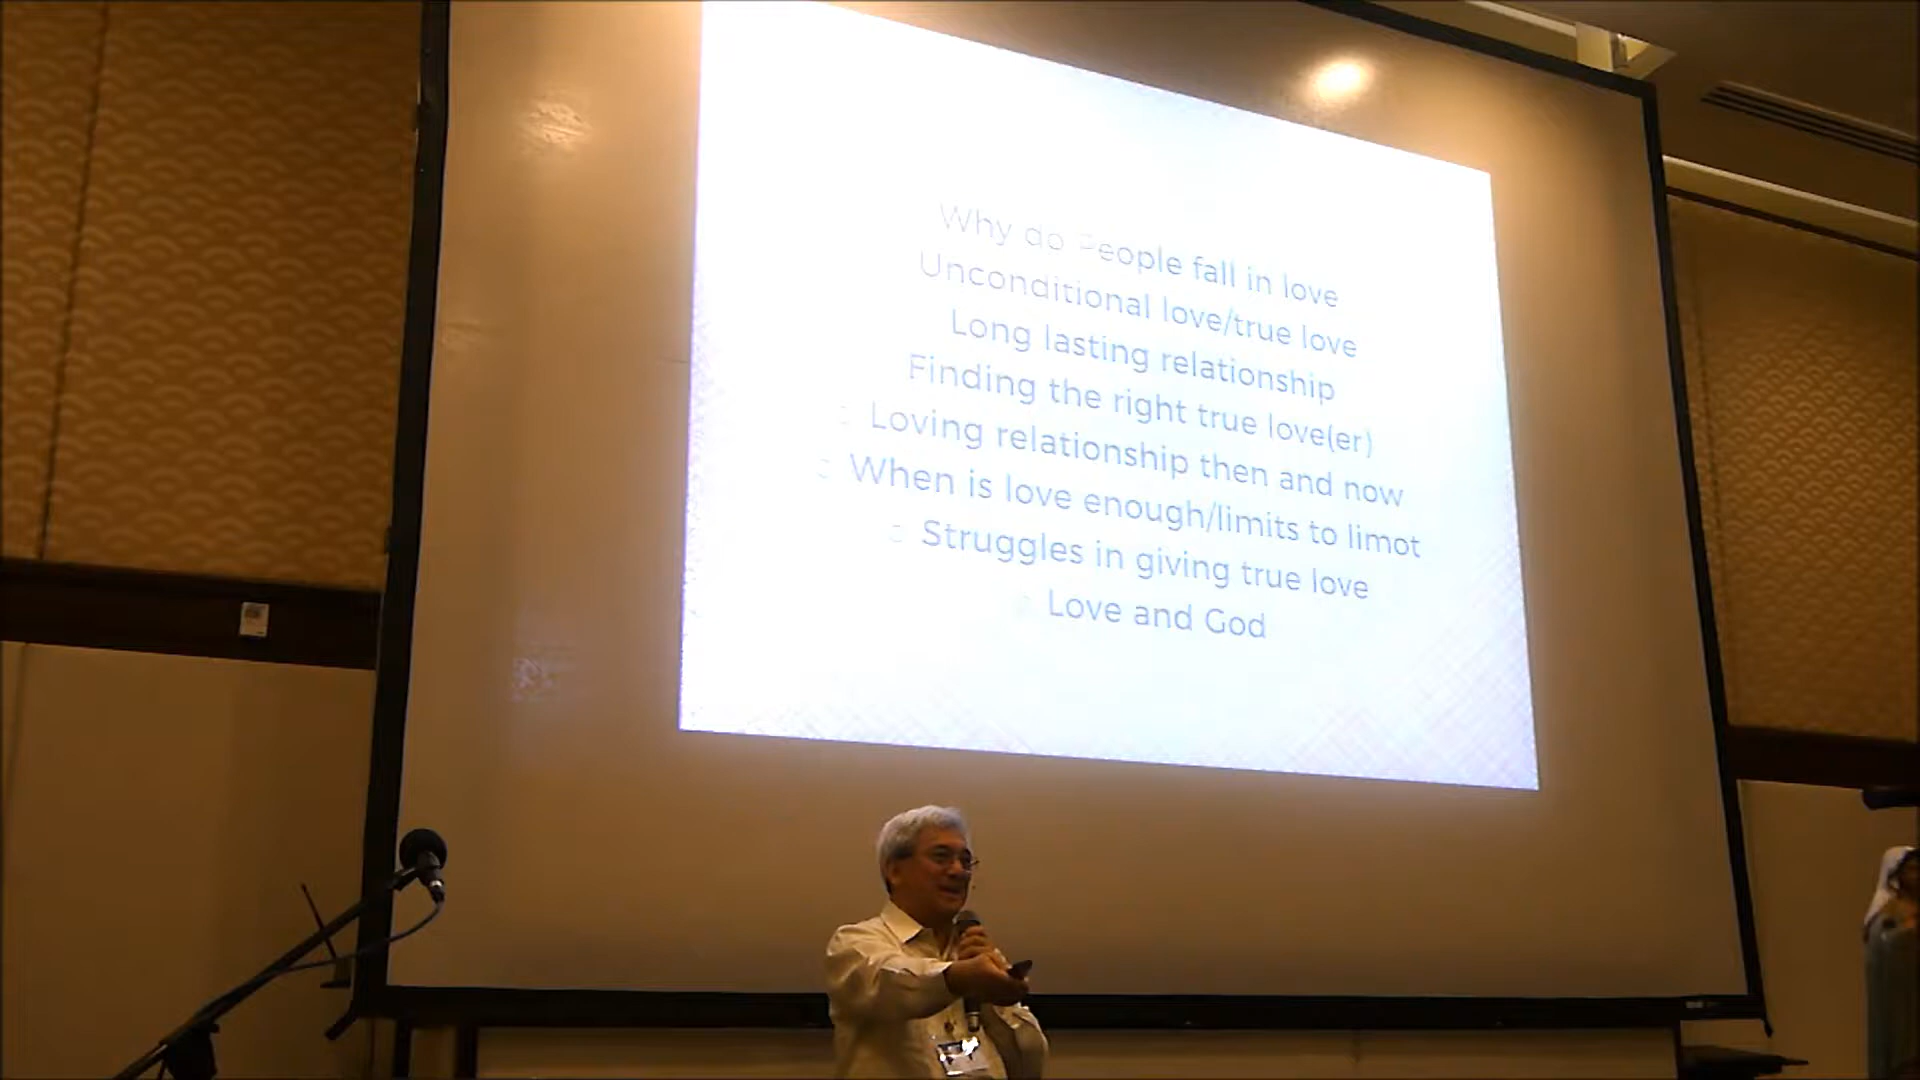 Why do People fall in love
Unconditional love/true love
Long lasting relationship
Finding the right true love(er)
Loving relationship then and now
When is love enough/limits to limot
Struggles in giving true love
Love and God